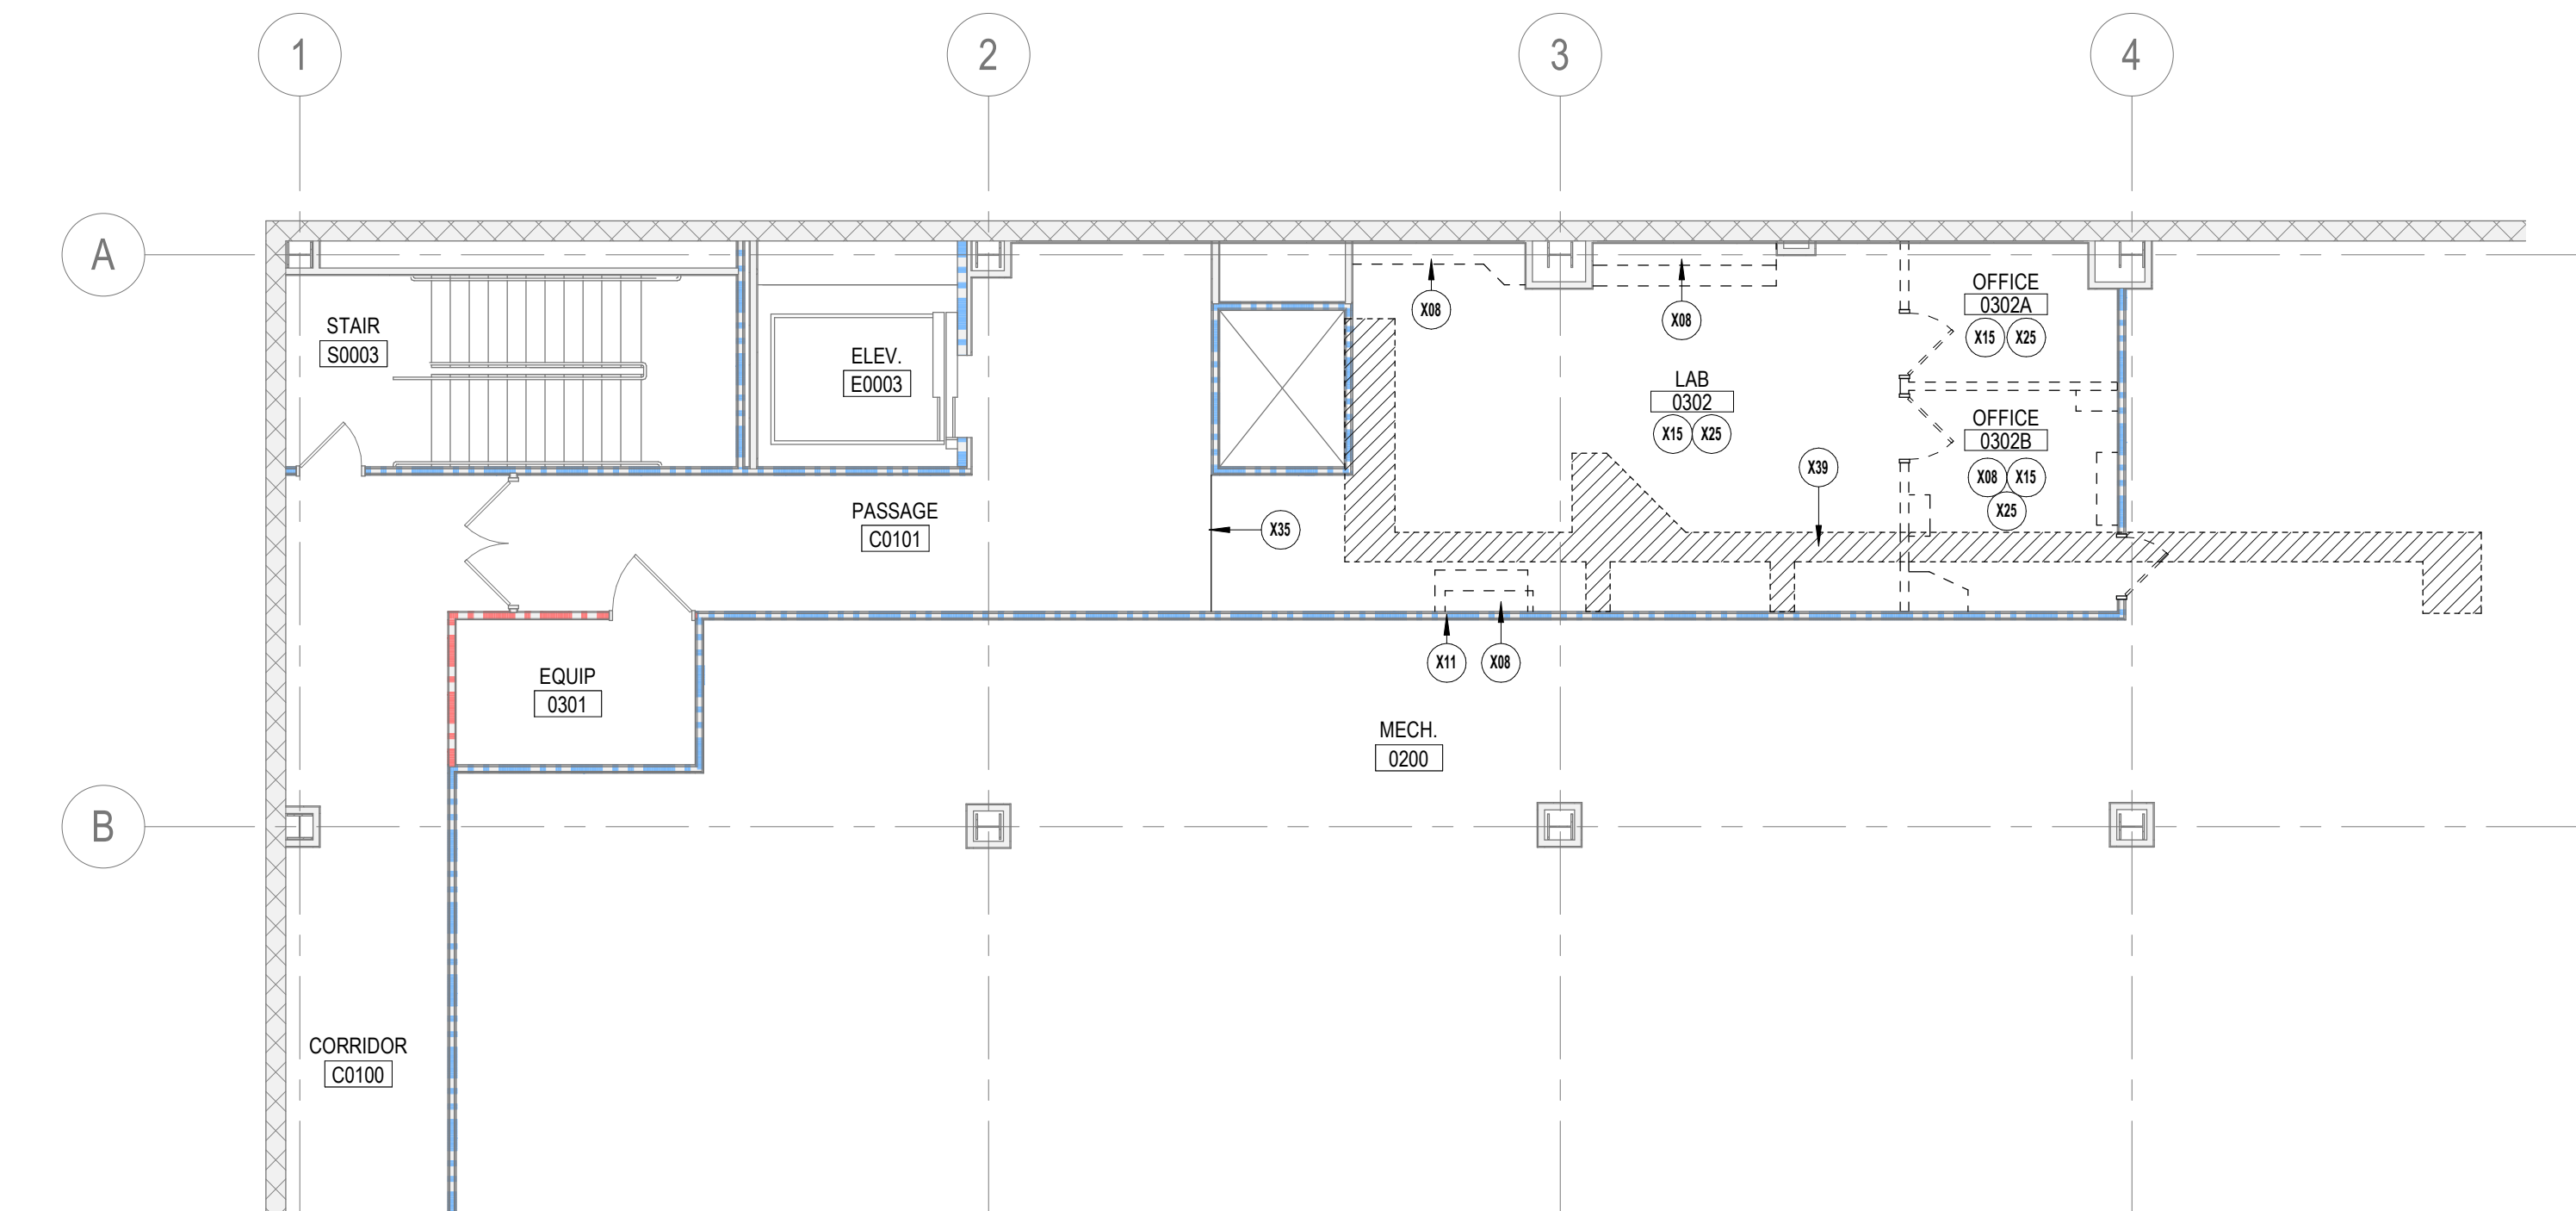 1
2
3
4
A
B
STAIR
S0003
ELEV.
E0003
PASSAGE
C0101
X35
X08
X08
LAB
0302
X15 X25
X39
OFFICE
0302A
X15 X25
OFFICE
0302B
X08 X15
X25
X11 X08
EQUIP
0301
MECH.
0200
CORRIDOR
C0100